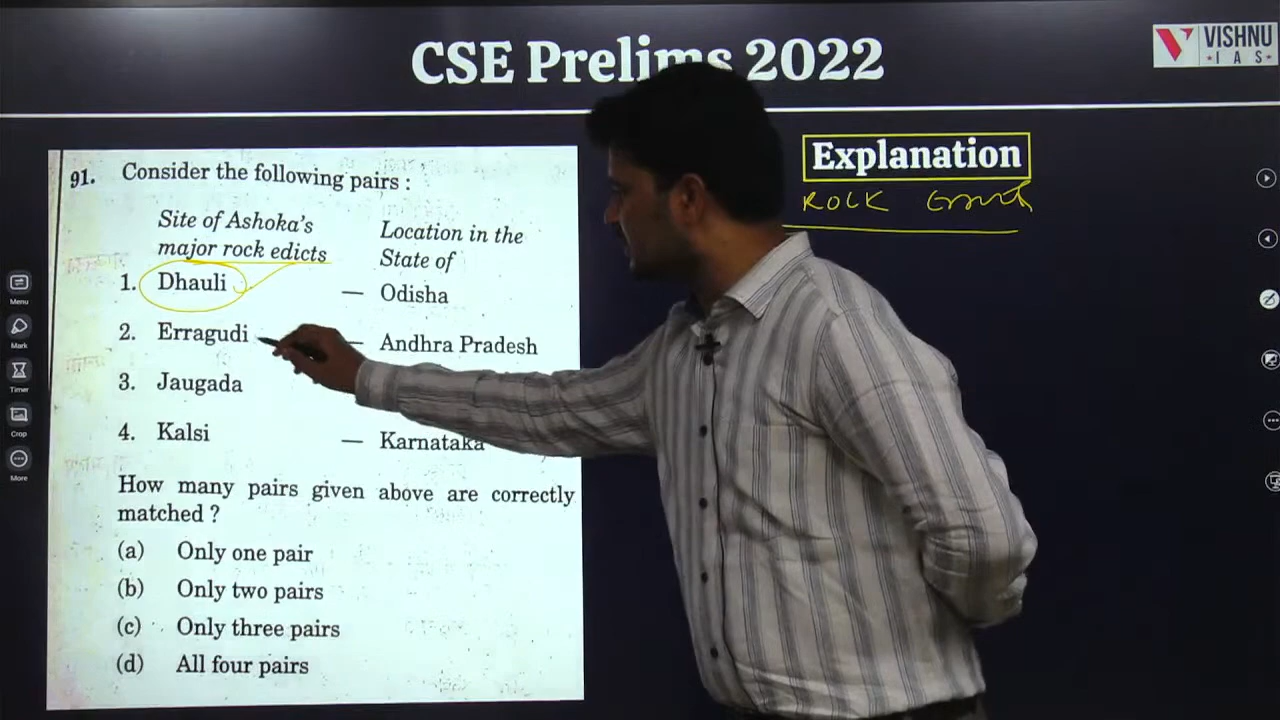 CSE Prelims 2022
VISHNU
IAS
Explanation
ROCK
91. Consider the following pairs :
Site of Ashoka's major rock edicts
Location in the State of
1. Dhauli — Odisha
2. Erragudi — Andhra Pradesh
3. Jaugada
4. Kalsi — Karnataka
How many pairs given above are correctly
matched ?
(a) Only one pair
(b) Only two pairs
(c) Only three pairs
(d) All four pairs
Menu
Mark
Timer
Crop
More